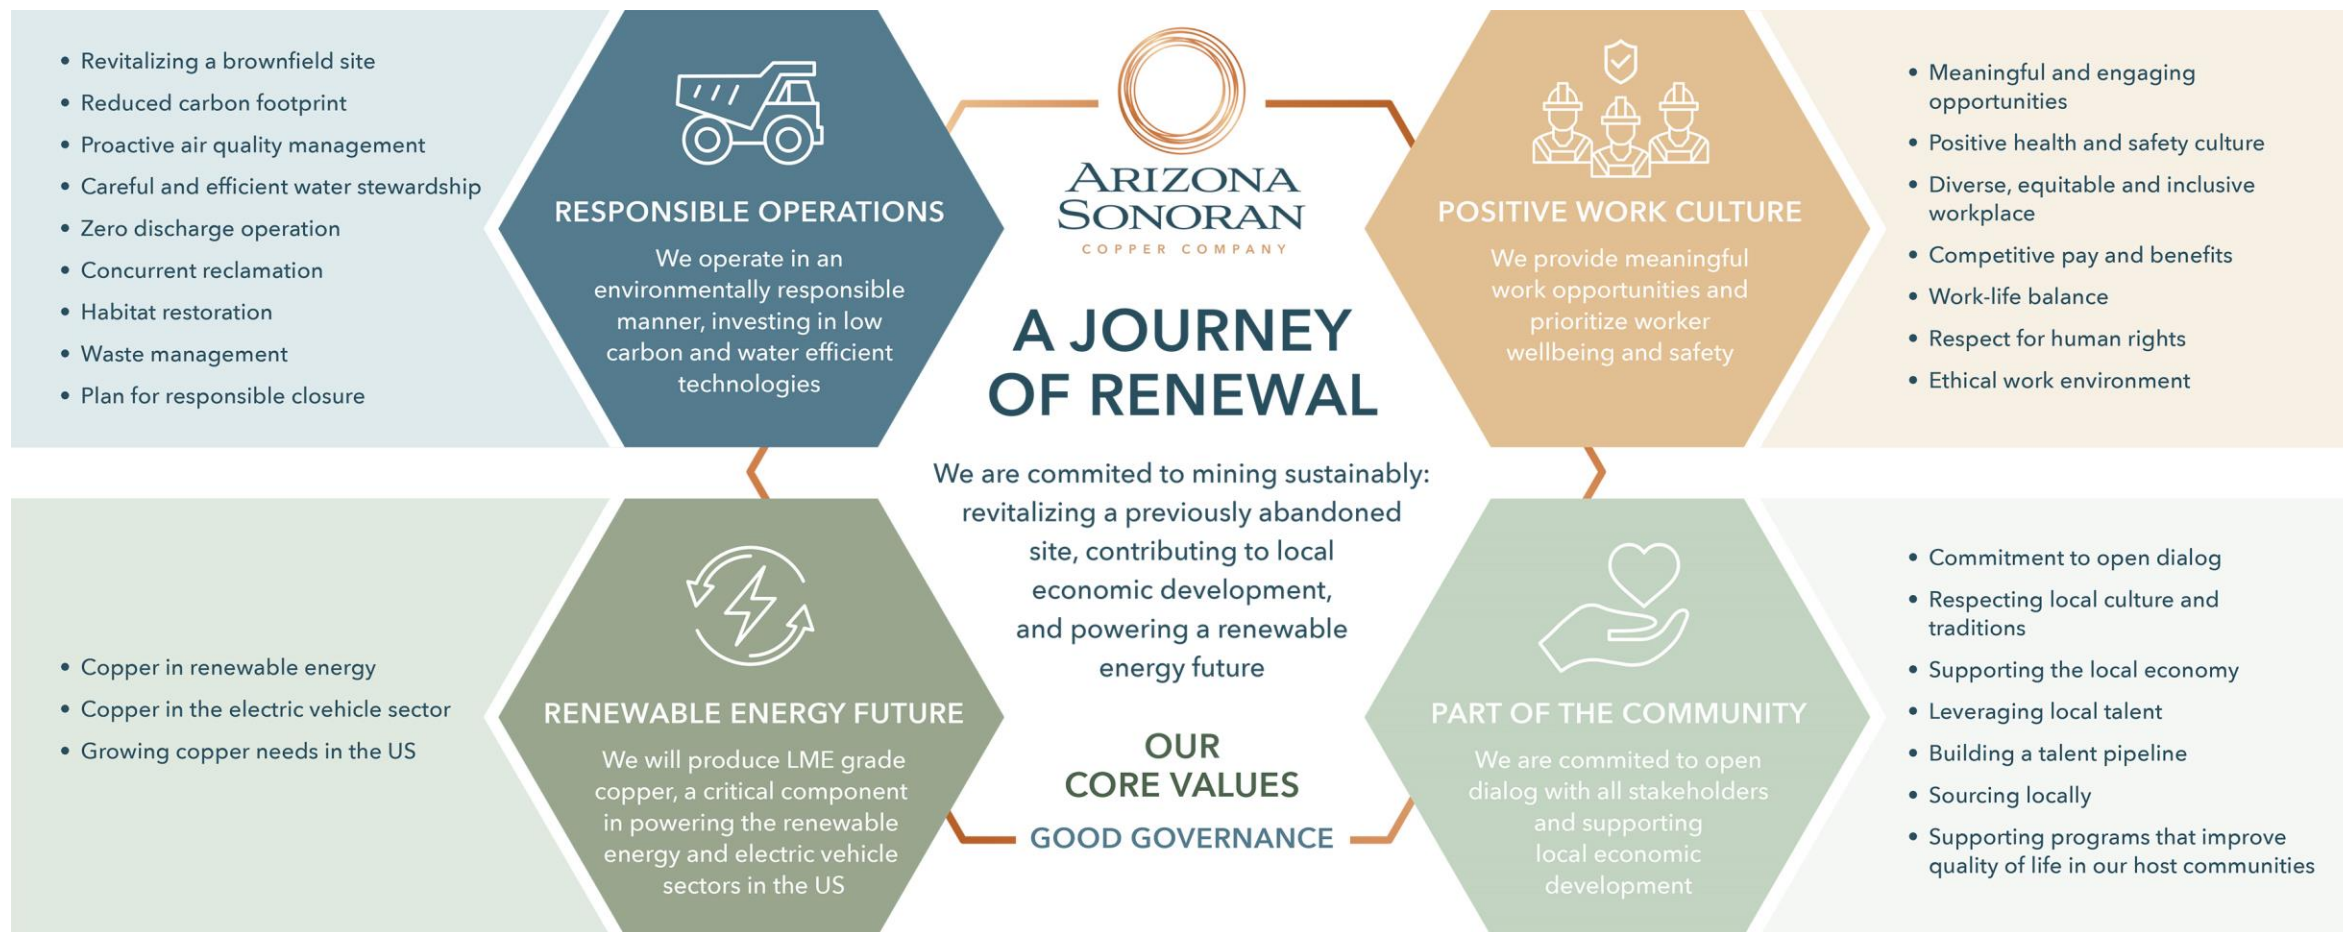 • Revitalizing a brownfield site
• Reduced carbon footprint
• Proactive air quality management
• Careful and efficient water stewardship
• Zero discharge operation
• Concurrent reclamation
• Habitat restoration
• Waste management
• Plan for responsible closure
RESPONSIBLE OPERATIONS
We operate in an
environmentally responsible
manner, investing in low
carbon and water efficient
technologies
ARIZONA
SONORAN
COPPER COMPANY
A JOURNEY
OF RENEWAL
We are commited to mining sustainably:
revitalizing a previously abandoned
site, contributing to local
economic development,
and powering a renewable
energy future
OUR
CORE VALUES
GOOD GOVERNANCE
POSITIVE WORK CULTURE
We provide meaningful
work opportunities and
prioritize worker
wellbeing and safety
• Meaningful and engaging
opportunities
• Positive health and safety culture
• Diverse, equitable and inclusive
workplace
• Competitive pay and benefits
• Work-life balance
• Respect for human rights
• Ethical work environment
• Copper in renewable energy
• Copper in the electric vehicle sector
• Growing copper needs in the US
RENEWABLE ENERGY FUTURE
We will produce LME grade
copper, a critical component
in powering the renewable
energy and electric vehicle
sectors in the US
PART OF THE COMMUNITY
We are commited to open
dialog with all stakeholders
and supporting
local economic
development
• Commitment to open dialog
• Respecting local culture and
traditions
• Supporting the local economy
• Leveraging local talent
• Building a talent pipeline
• Sourcing locally
• Supporting programs that improve
quality of life in our host communities